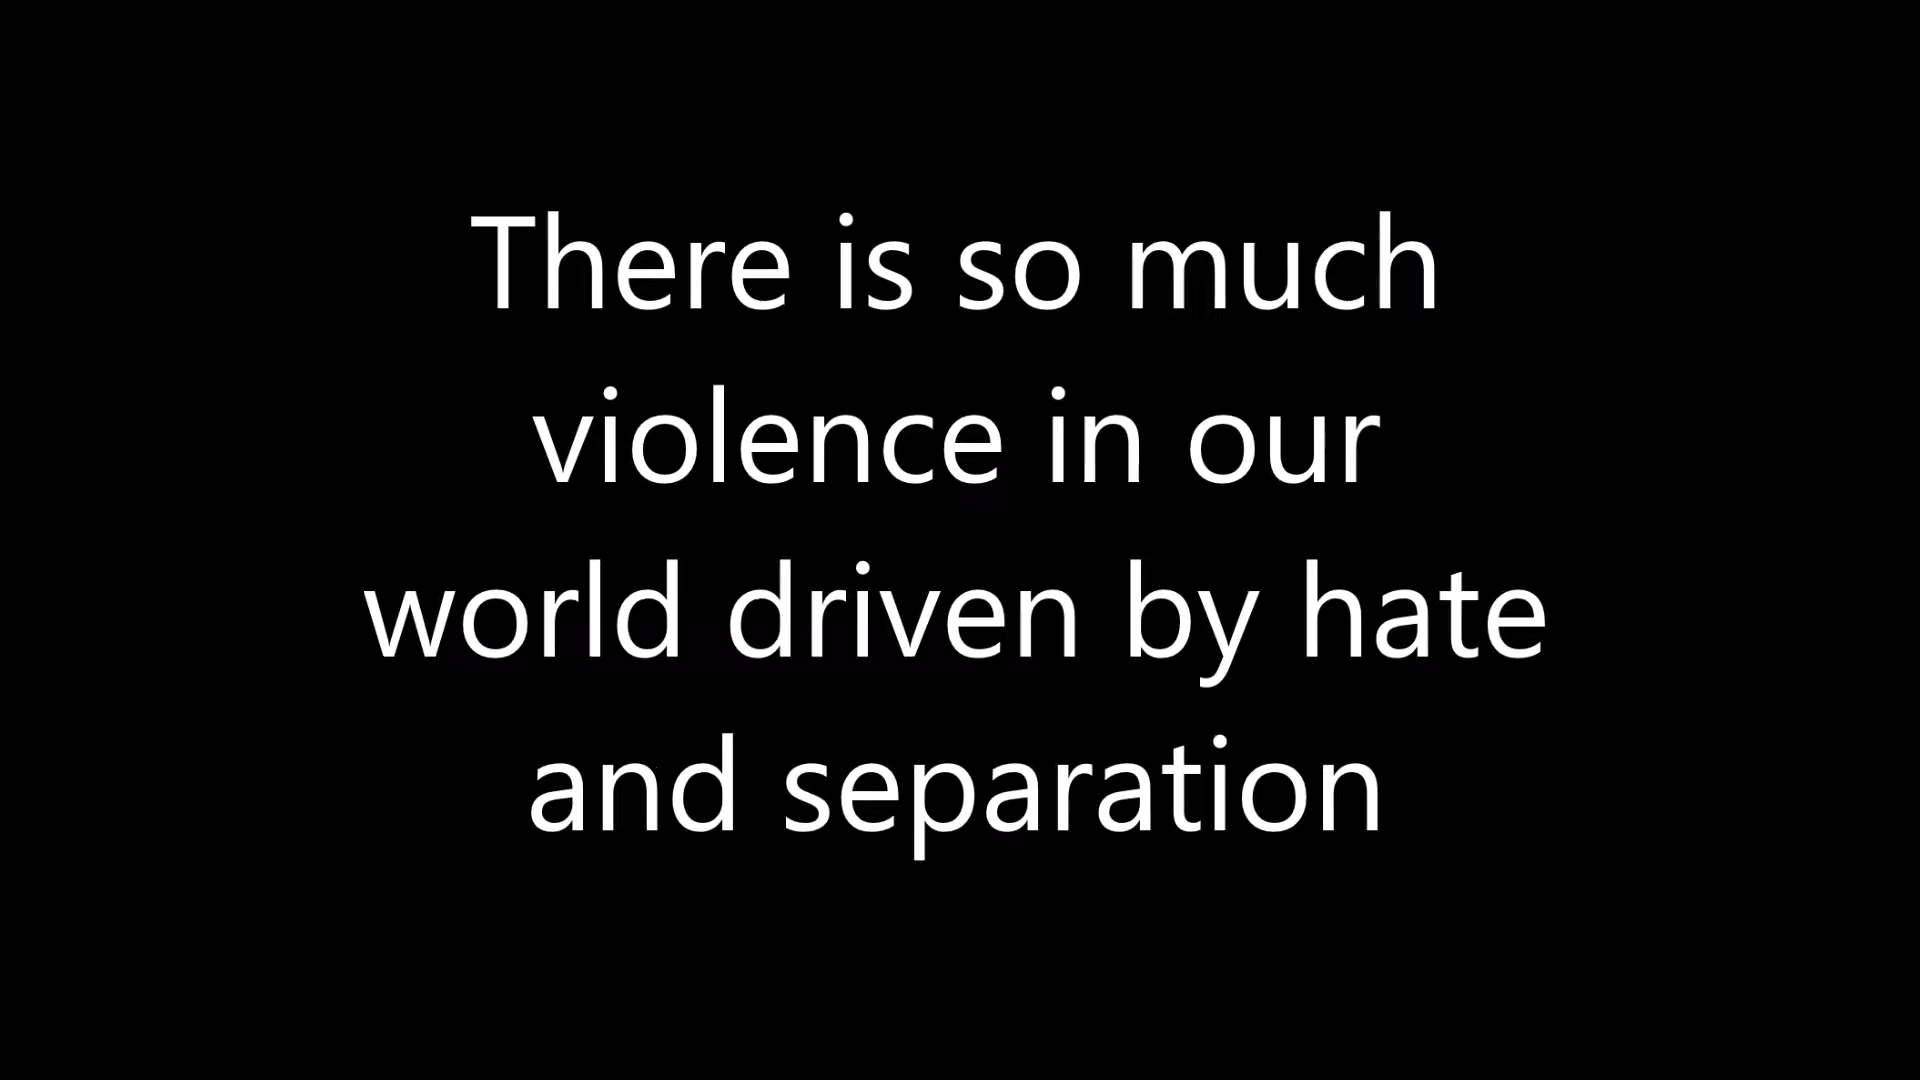 There is so much
violence in our
world driven by hate
and separation